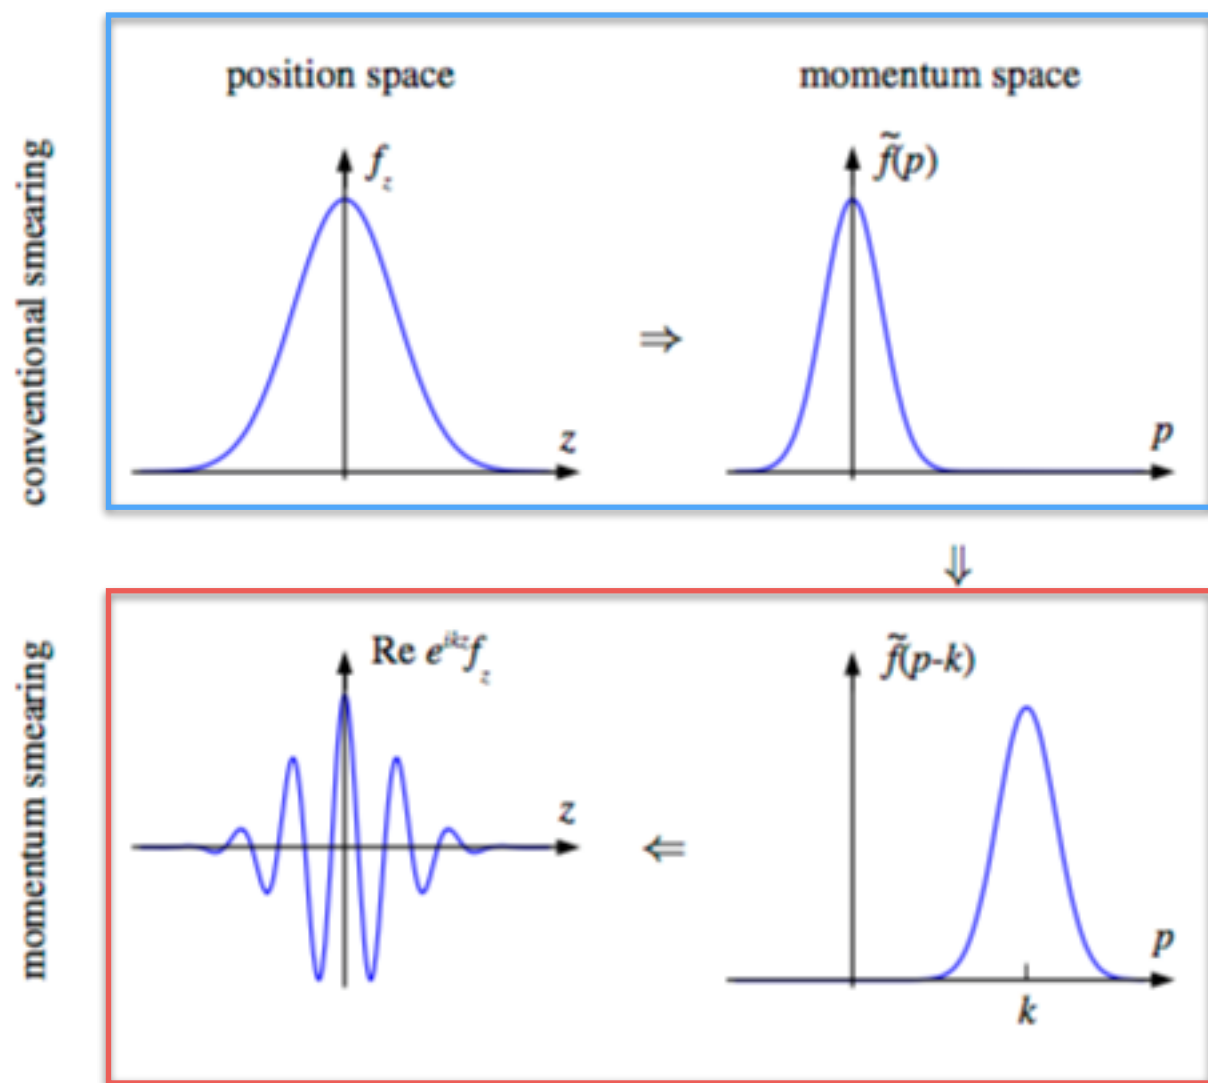 position space
momentum space
conventional smearing
f_z
f̃(p)
z
p
⇒
⇓
momentum smearing
Re e^{ikz}f_z
f̃(p-k)
z
⇐
p
k